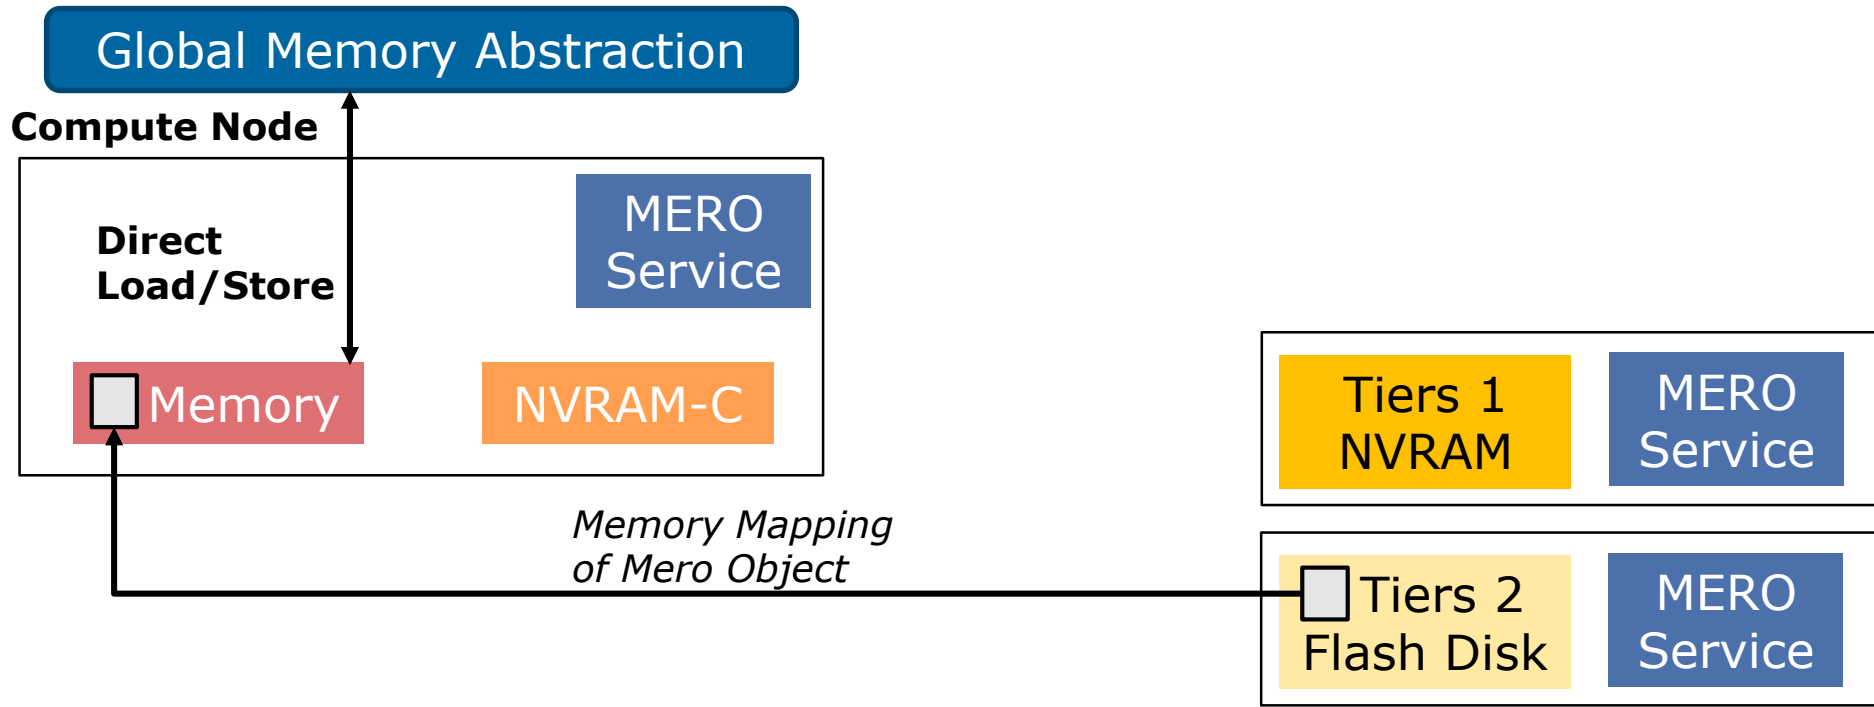 Global Memory Abstraction
Compute Node
MERO
Service
Direct
Load/Store
Memory
NVRAM-C
Tiers 1
NVRAM
MERO
Service
Memory Mapping
of Mero Object
Tiers 2
Flash Disk
MERO
Service